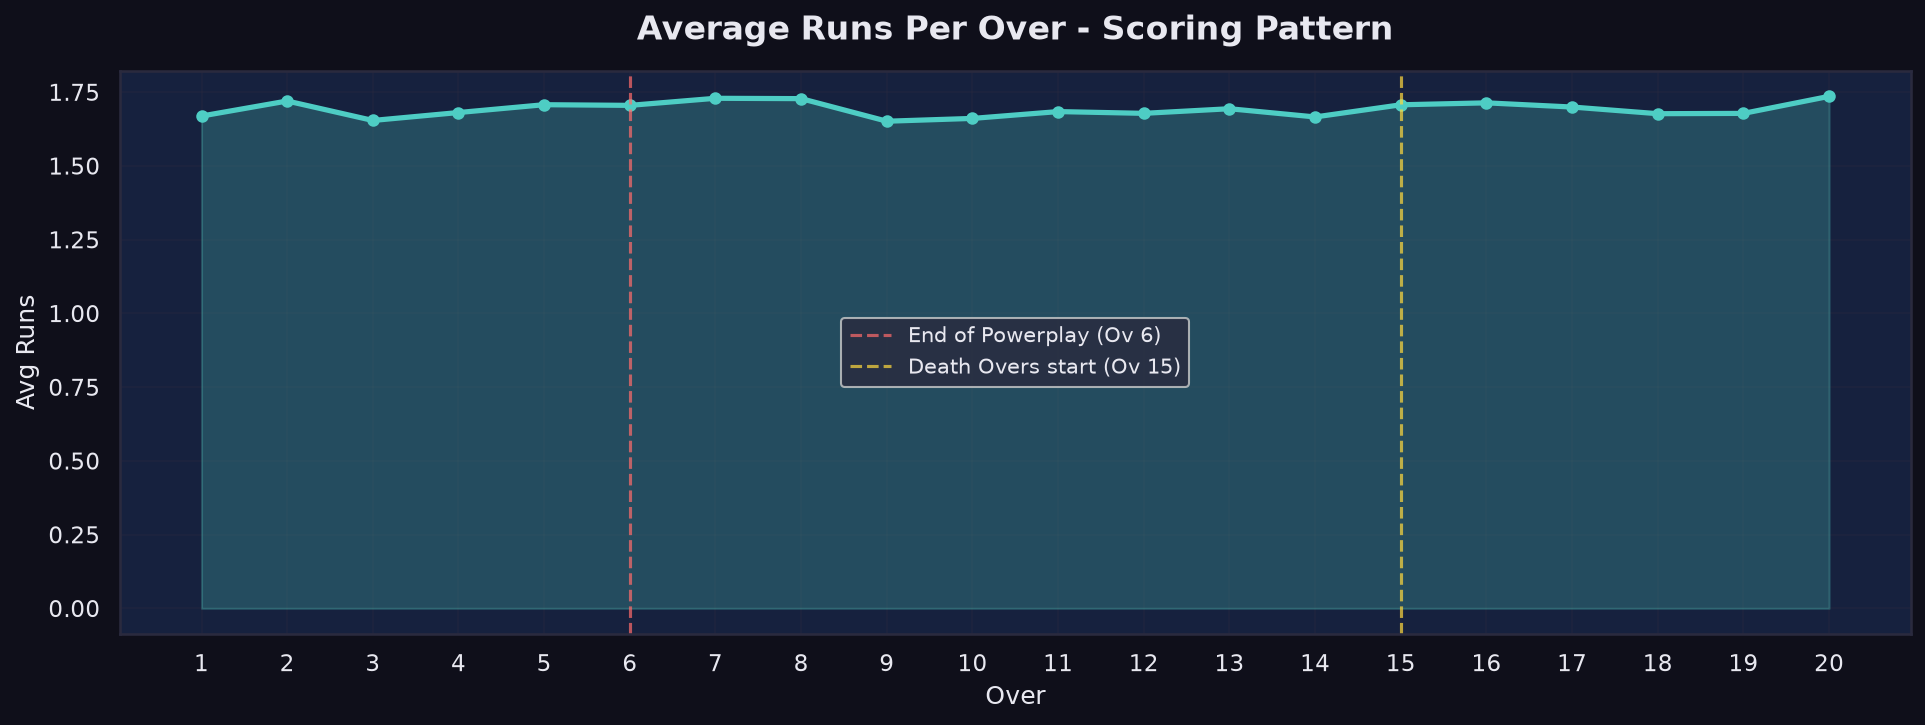 Average Runs Per Over - Scoring Pattern
Avg Runs
1.75
1.50
1.25
1.00
0.75
0.50
0.25
0.00
End of Powerplay (Ov 6)
Death Overs start (Ov 15)
1 2 3 4 5 6 7 8 9 10 11 12 13 14 15 16 17 18 19 20
Over